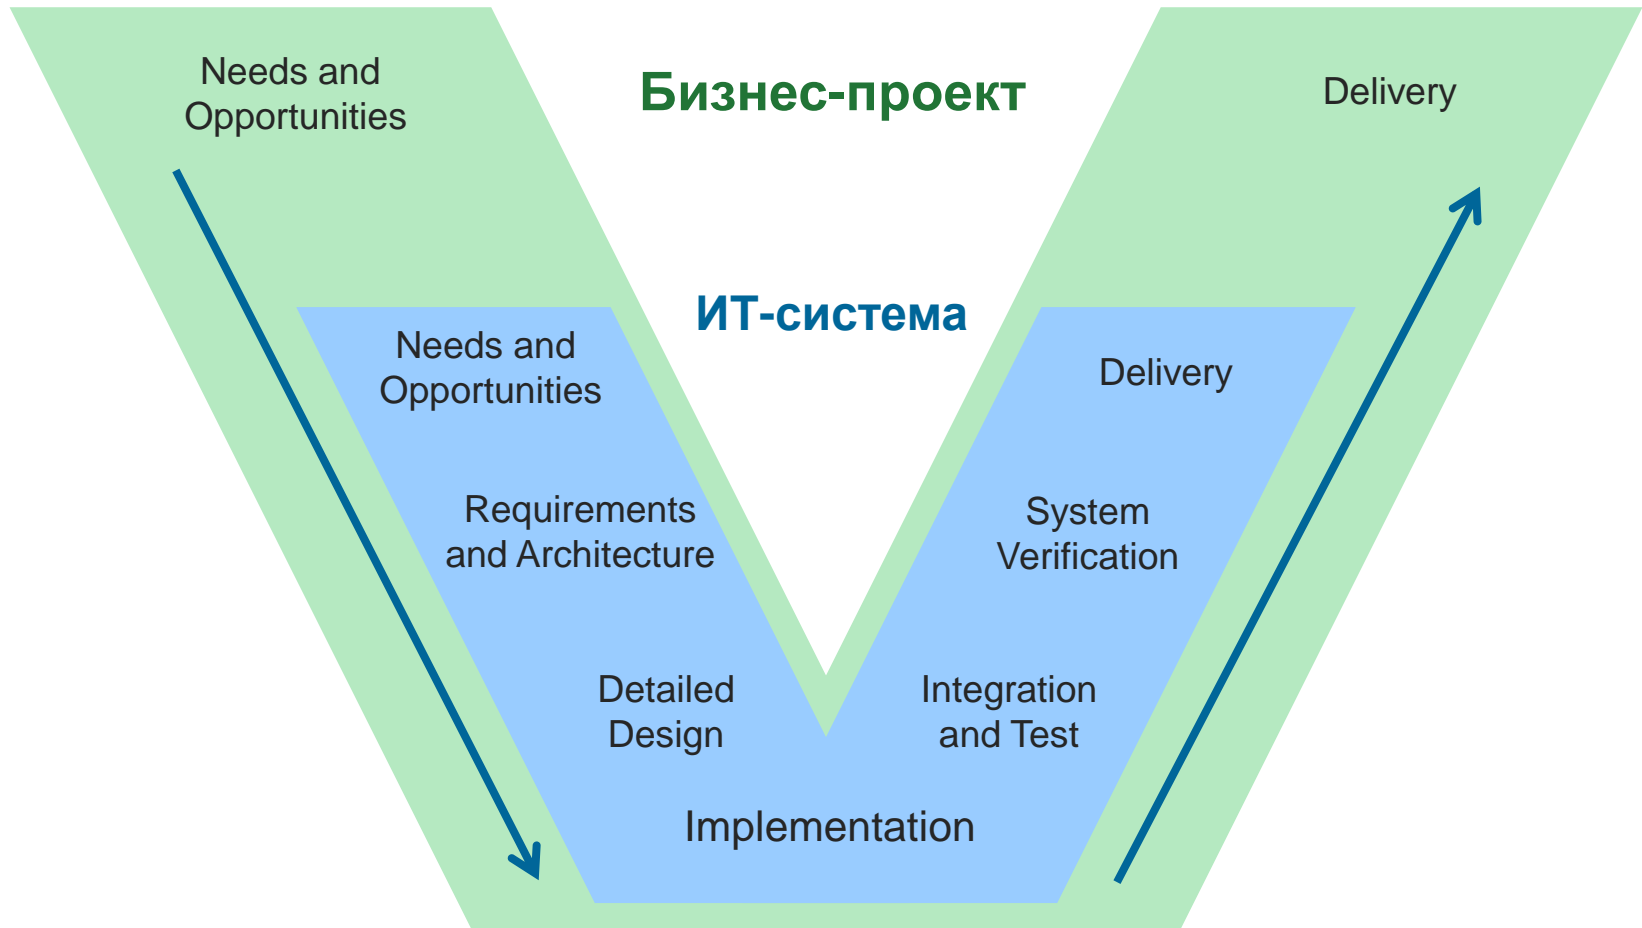 Needs and
Opportunities
Бизнес-проект
Delivery
ИТ-система
Needs and
Opportunities
Delivery
Requirements
and Architecture
System
Verification
Detailed
Design
Integration
and Test
Implementation